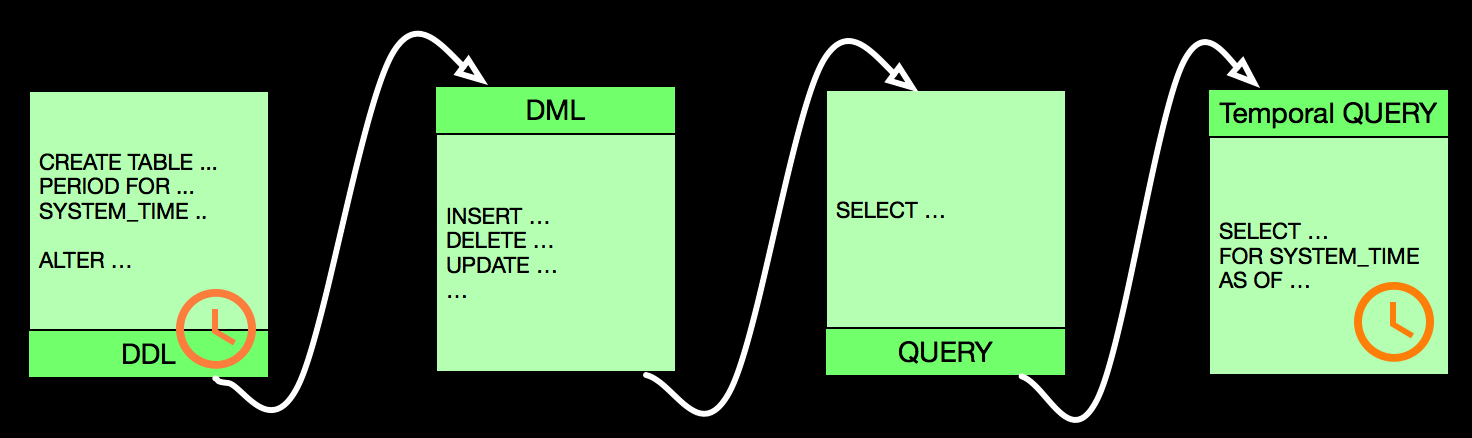 CREATE TABLE ...
PERIOD FOR ...
SYSTEM_TIME ..
ALTER …
DDL
DML
INSERT …
DELETE …
UPDATE …
…
SELECT …
QUERY
Temporal QUERY
SELECT …
FOR SYSTEM_TIME
AS OF …